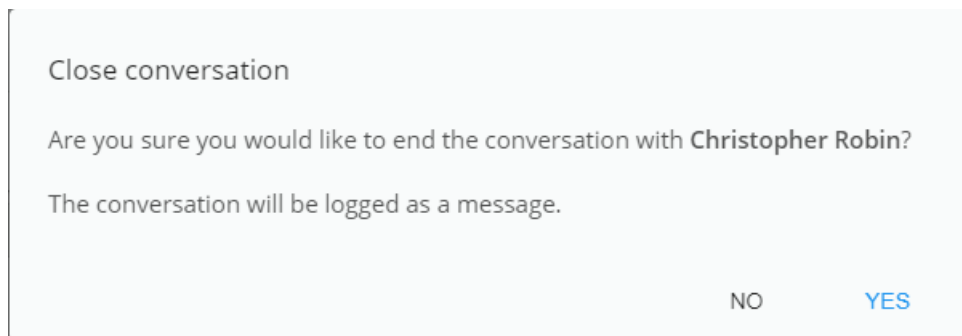 Close conversation
Are you sure you would like to end the conversation with Christopher Robin?
The conversation will be logged as a message.
NO YES